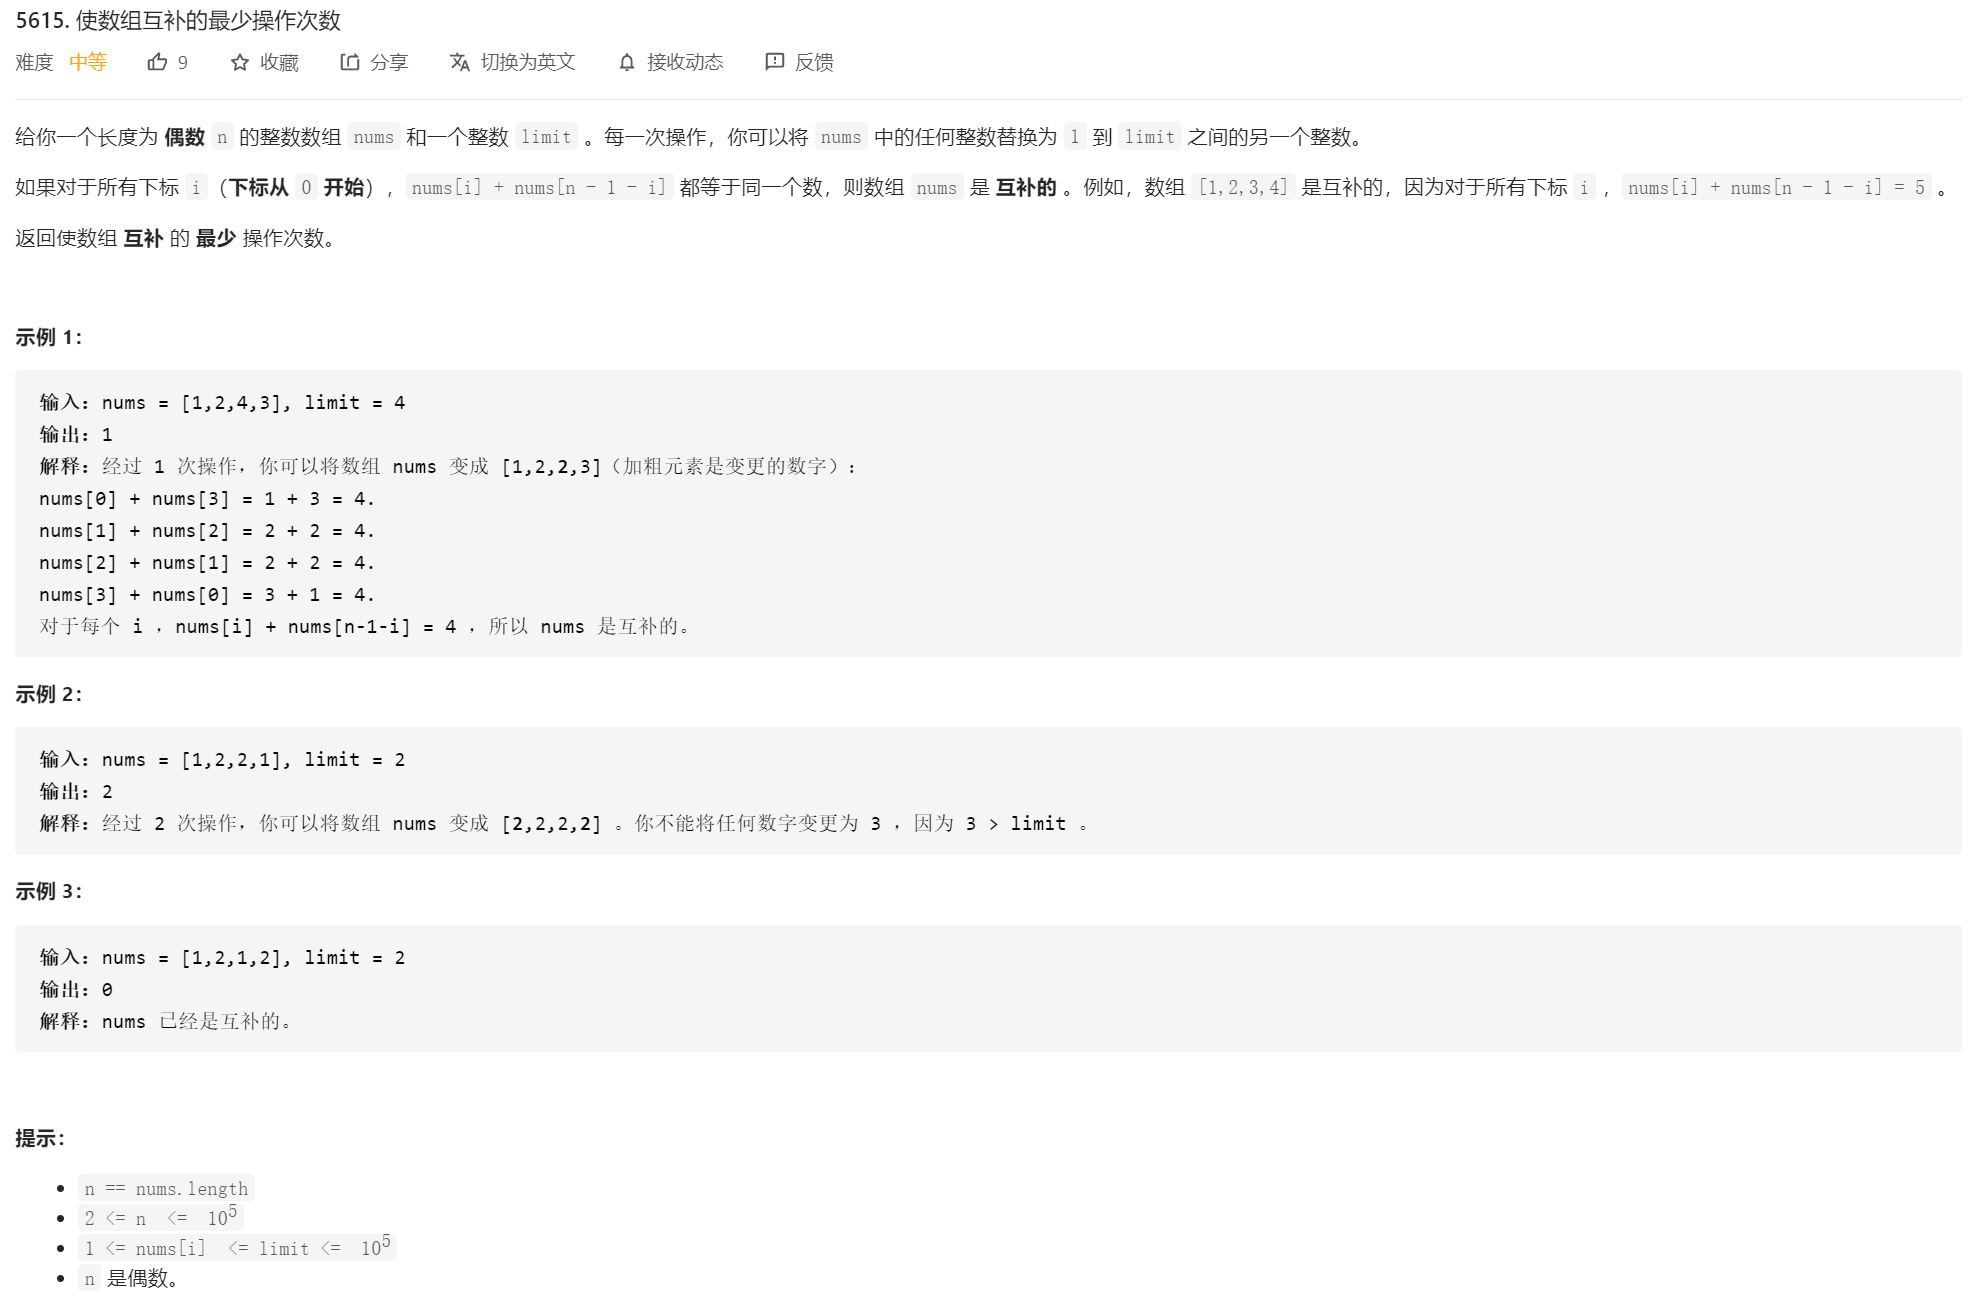 5615. 使数组互补的最少操作次数
难度 中等 9 收藏 分享 切换为英文 接收动态 反馈
给你一个长度为 偶数 n 的整数数组 nums 和一个整数 limit 。每一次操作，你可以将 nums 中的任何整数替换为 1 到 limit 之间的另一个整数。
如果对于所有下标 i（下标从 0 开始），nums[i] + nums[n - 1 - i] 都等于同一个数，则数组 nums 是 互补的 。例如，数组 [1,2,3,4] 是互补的，因为对于所有下标 i ，nums[i] + nums[n - 1 - i] = 5 。
返回使数组 互补 的 最少 操作次数。
示例 1：
输入：nums = [1,2,4,3], limit = 4
输出：1
解释：经过 1 次操作，你可以将数组 nums 变成 [1,2,2,3]（加粗元素是变更的数字）：
nums[0] + nums[3] = 1 + 3 = 4.
nums[1] + nums[2] = 2 + 2 = 4.
nums[2] + nums[1] = 2 + 2 = 4.
nums[3] + nums[0] = 3 + 1 = 4.
对于每个 i ，nums[i] + nums[n-1-i] = 4 ，所以 nums 是互补的。
示例 2：
输入：nums = [1,2,2,1], limit = 2
输出：2
解释：经过 2 次操作，你可以将数组 nums 变成 [2,2,2,2] 。你不能将任何数字变更为 3 ，因为 3 > limit 。
示例 3：
输入：nums = [1,2,1,2], limit = 2
输出：0
解释：nums 已经是互补的。
提示：
n == nums.length
2 <= n <= 10^5
1 <= nums[i] <= limit <= 10^5
n 是偶数。